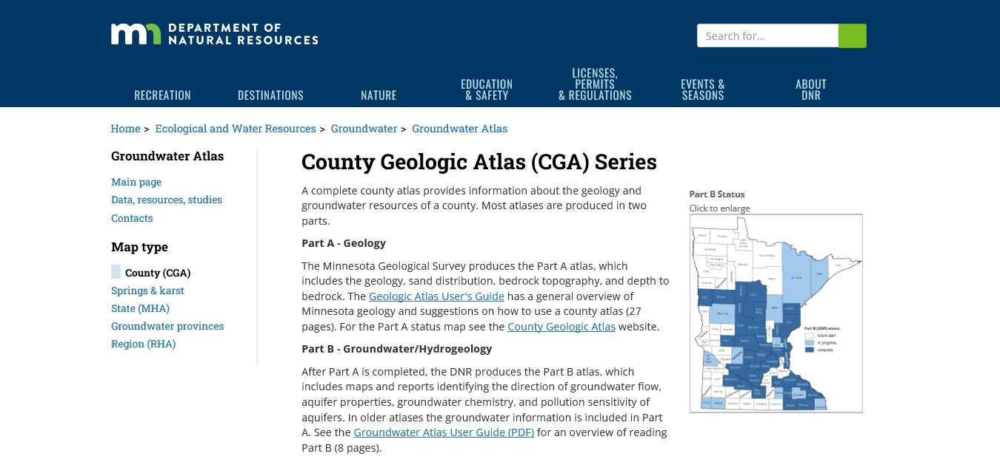 DEPARTMENT OF
NATURAL RESOURCES
Search for...
RECREATION
DESTINATIONS
NATURE
EDUCATION
& SAFETY
LICENSES,
PERMITS
& REGULATIONS
EVENTS &
SEASONS
ABOUT
DNR
Home > Ecological and Water Resources > Groundwater > Groundwater Atlas
Groundwater Atlas
Main page
Data, resources, studies
Contacts
Map type
County (CGA)
Springs & karst
State (MHA)
Groundwater provinces
Region (RHA)
County Geologic Atlas (CGA) Series
A complete county atlas provides information about the geology and
groundwater resources of a county. Most atlases are produced in two
parts.
Part A - Geology
The Minnesota Geological Survey produces the Part A atlas, which
includes the geology, sand distribution, bedrock topography, and depth to
bedrock. The Geologic Atlas User's Guide has a general overview of
Minnesota geology and suggestions on how to use a county atlas (27
pages). For the Part A status map see the County Geologic Atlas website.
Part B - Groundwater/Hydrogeology
After Part A is completed, the DNR produces the Part B atlas, which
includes maps and reports identifying the direction of groundwater flow,
aquifer properties, groundwater chemistry, and pollution sensitivity of
aquifers. In older atlases the groundwater information is included in Part
A. See the Groundwater Atlas User Guide (PDF) for an overview of reading
Part B (8 pages).
Part B Status
Click to enlarge
Part B (DNR) status
future start
in progress
complete